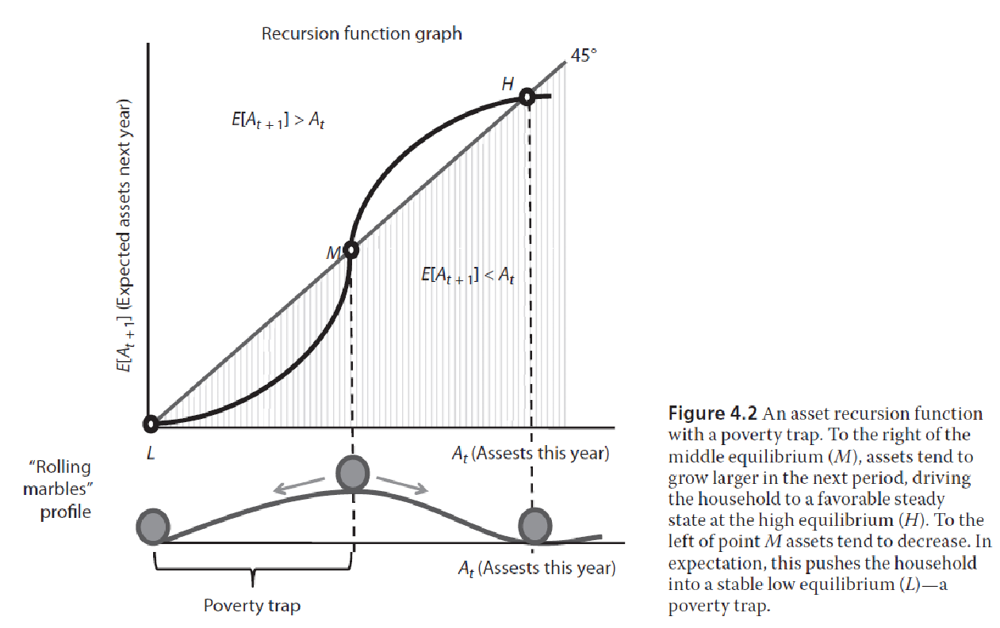 Recursion function graph
45°
H
E[Aₜ ₊ ₁] > Aₜ
E[Aₜ ₊ ₁] (Expected assets next year)
M
E[Aₜ ₊ ₁] < Aₜ
L
Aₜ (Assests this year)
“Rolling
marbles”
profile
Aₜ (Assests this year)
Poverty trap
Figure 4.2 An asset recursion function
with a poverty trap. To the right of the
middle equilibrium (M), assets tend to
grow larger in the next period, driving
the household to a favorable steady
state at the high equilibrium (H). To the
left of point M assets tend to decrease. In
expectation, this pushes the household
into a stable low equilibrium (L)—a
poverty trap.